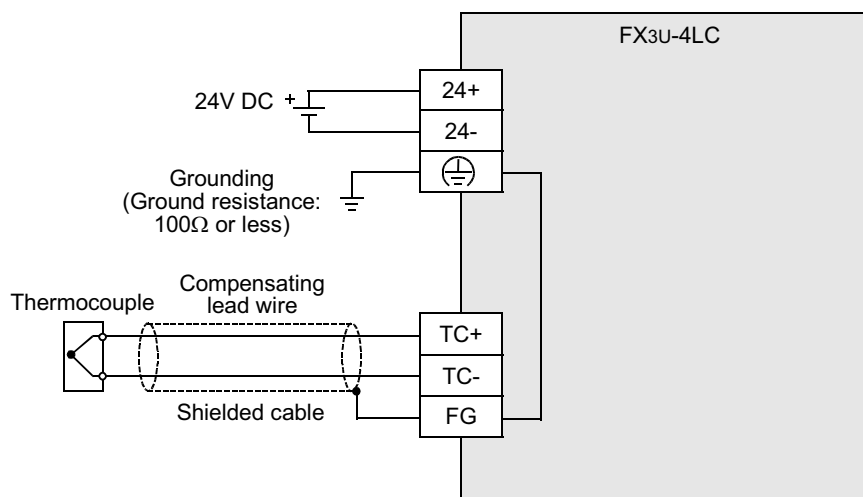 FX3U-4LC
24V DC +
24+
24-
Grounding
(Ground resistance:
100Ω or less)
Thermocouple
Compensating
lead wire
TC+
TC-
Shielded cable
FG